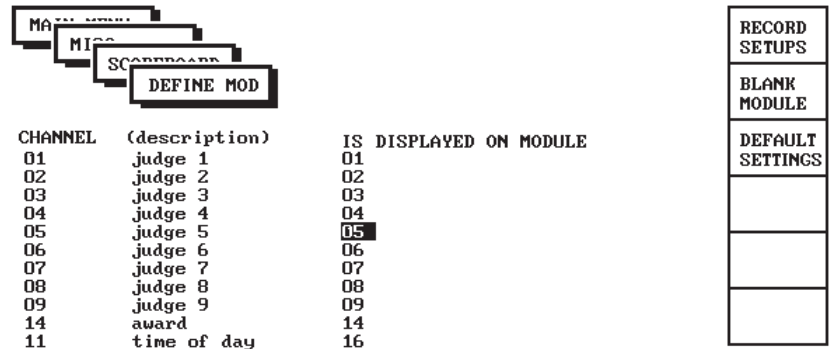 DEFINE MOD
CHANNEL (description) IS DISPLAYED ON MODULE
01 judge 1 01
02 judge 2 02
03 judge 3 03
04 judge 4 04
05 judge 5 05
06 judge 6 06
07 judge 7 07
08 judge 8 08
09 judge 9 09
14 award 14
11 time of day 16
RECORD
SETUPS
BLANK
MODULE
DEFAULT
SETTINGS